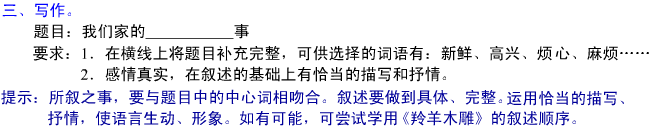 三、写作。
题目：我们家的___________事
要求：1．在横线上将题目补充完整，可供选择的词语有：新鲜、高兴、烦心、麻烦……
2．感情真实，在叙述的基础上有恰当的描写和抒情。
提示：所叙之事，要与题目中的中心词相吻合。叙述要做到具体、完整。运用恰当的描写、
抒情，使语言生动、形象。如有可能，可尝试学用《羚羊木雕》的叙述顺序。